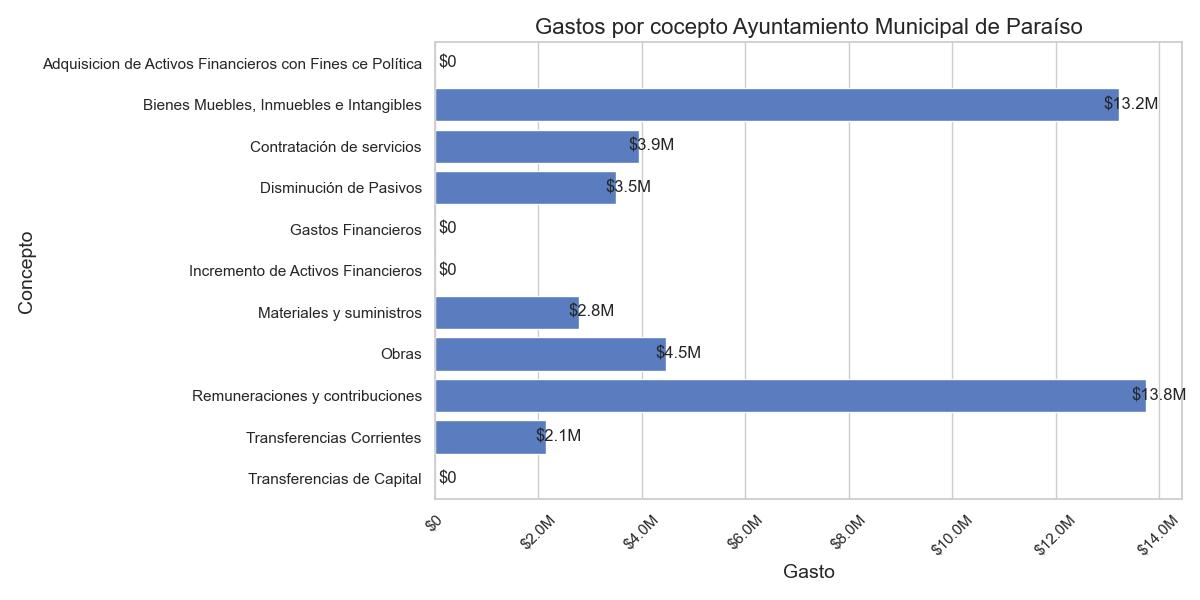 Gastos por cocepto Ayuntamiento Municipal de Paraíso
Concepto
Adquisicion de Activos Financieros con Fines ce Política $0
Bienes Muebles, Inmuebles e Intangibles $13.2M
Contratación de servicios $3.9M
Disminución de Pasivos $3.5M
Gastos Financieros $0
Incremento de Activos Financieros $0
Materiales y suministros $2.8M
Obras $4.5M
Remuneraciones y contribuciones $13.8M
Transferencias Corrientes $2.1M
Transferencias de Capital $0
$0 $2.0M $4.0M $6.0M $8.0M $10.0M $12.0M $14.0M
Gasto